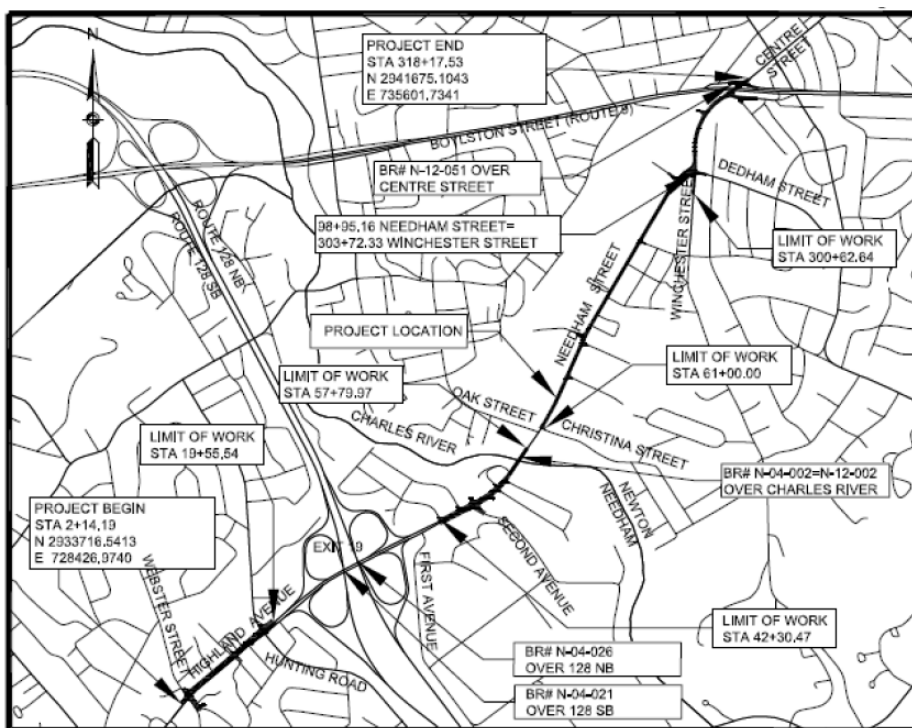 N
PROJECT END
STA 318+17.53
N 2941675.1043
E 735601.7341
CENTRE
STREET
BOYLSTON STREET (ROUTE 9)
BR# N-12-051 OVER
CENTRE STREET
DEDHAM STREET
98+95.16 NEEDHAM STREET=
303+72.33 WINCHESTER STREET
WINCHESTER STREET
ROUTE 128 NB
ROUTE 128 SB
LIMIT OF WORK
STA 300+62.64
NEEDHAM STREET
PROJECT LOCATION
LIMIT OF WORK
STA 61+00.00
LIMIT OF WORK
STA 57+79.97
OAK STREET
CHARLES RIVER
CHRISTINA STREET
LIMIT OF WORK
STA 19+55.54
BR# N-04-002=N-12-002
OVER CHARLES RIVER
NEWTON
NEEDHAM
PROJECT BEGIN
STA 2+14.19
N 2933716.5413
E 728426.9740
SECOND AVENUE
EXIT 19
FIRST AVENUE
WEBSTER STREET
HIGHLAND AVENUE
HUNTING ROAD
LIMIT OF WORK
STA 42+30.47
BR# N-04-026
OVER 128 NB
BR# N-04-021
OVER 128 SB